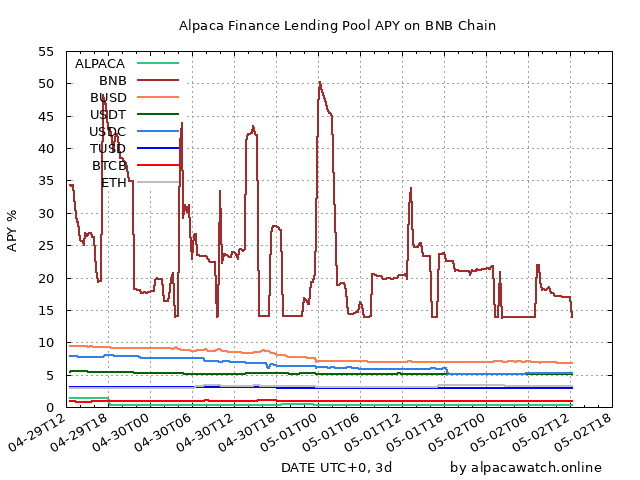 Alpaca Finance Lending Pool APY on BNB Chain
APY %
55
50
45
40
35
30
25
20
15
10
5
0
ALPACA
BNB
BUSD
USDT
USDC
TUSD
BTCB
ETH
04-29T12
04-29T18
04-30T00
04-30T06
04-30T12
04-30T18
05-01T00
05-01T06
05-01T12
05-01T18
05-02T00
05-02T06
05-02T12
05-02T18
DATE UTC+0, 3d
by alpacawatch.online